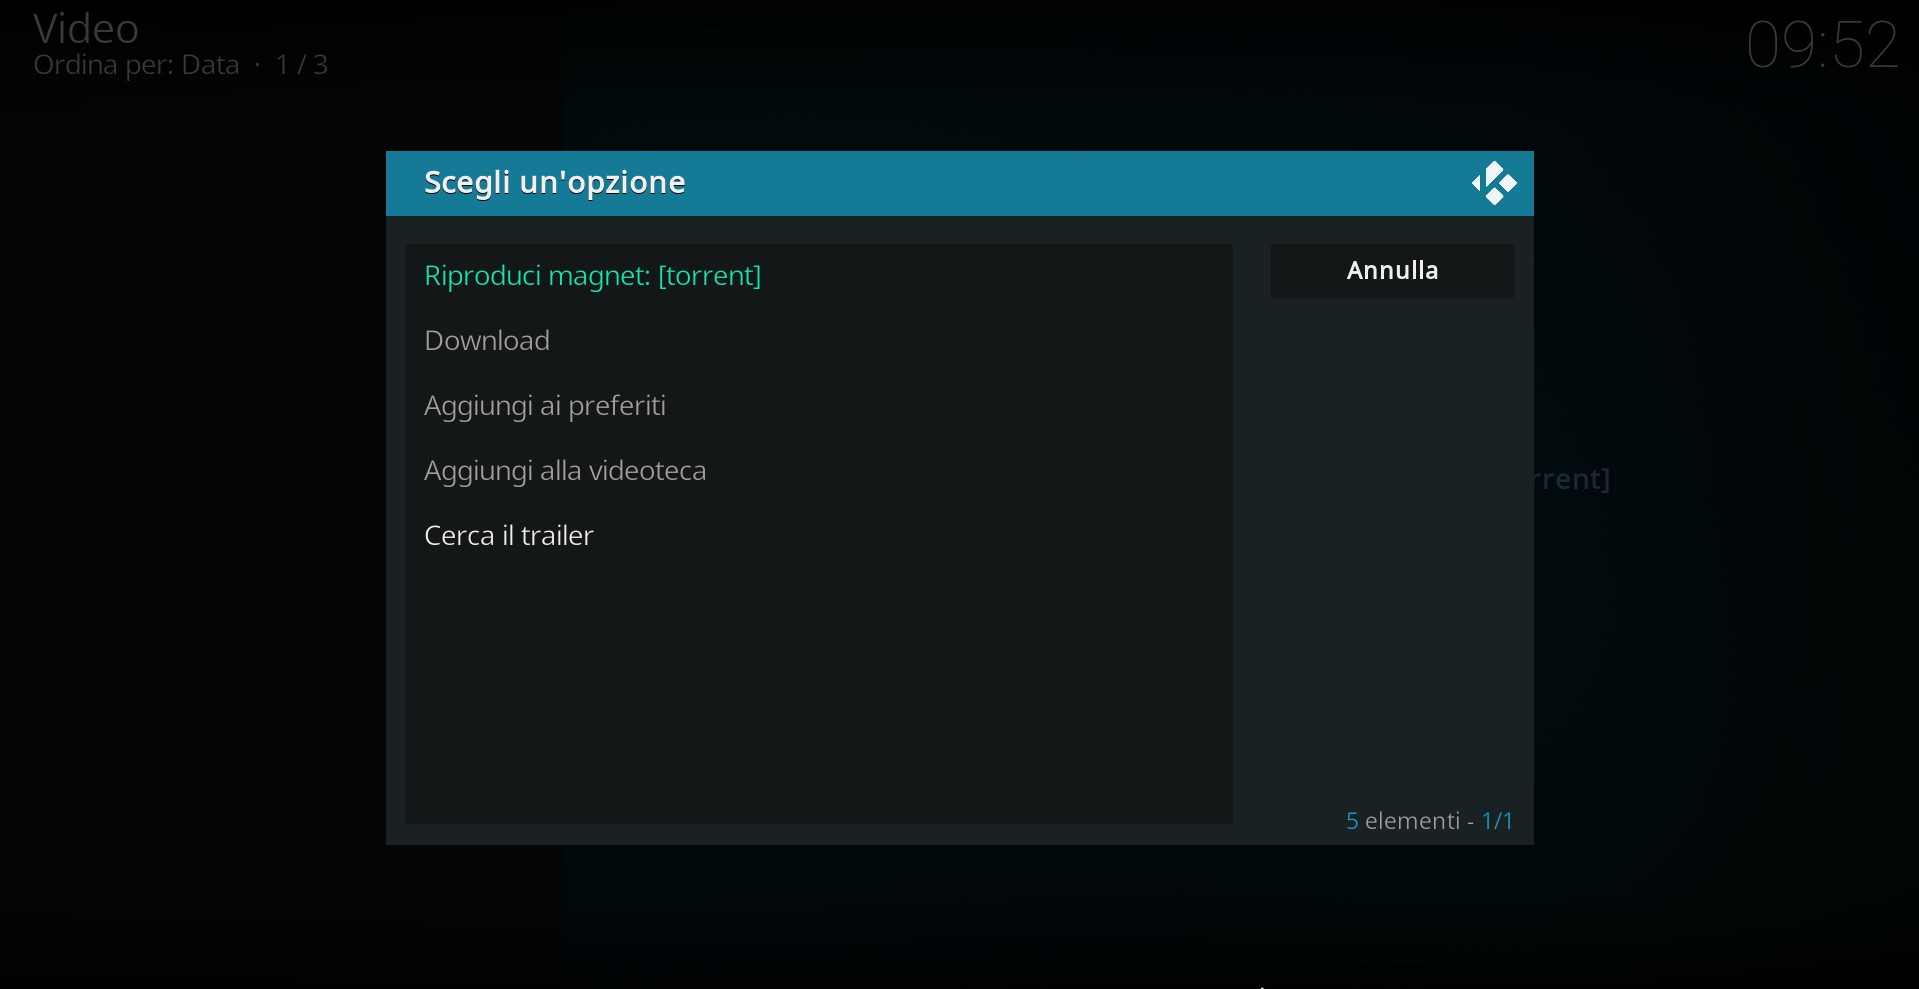 Video
Ordina per: Data · 1 / 3
09:52
Scegli un'opzione
Riproduci magnet: [torrent]
Annulla
Download
Aggiungi ai preferiti
Aggiungi alla videoteca
rrent]
Cerca il trailer
5 elementi - 1/1